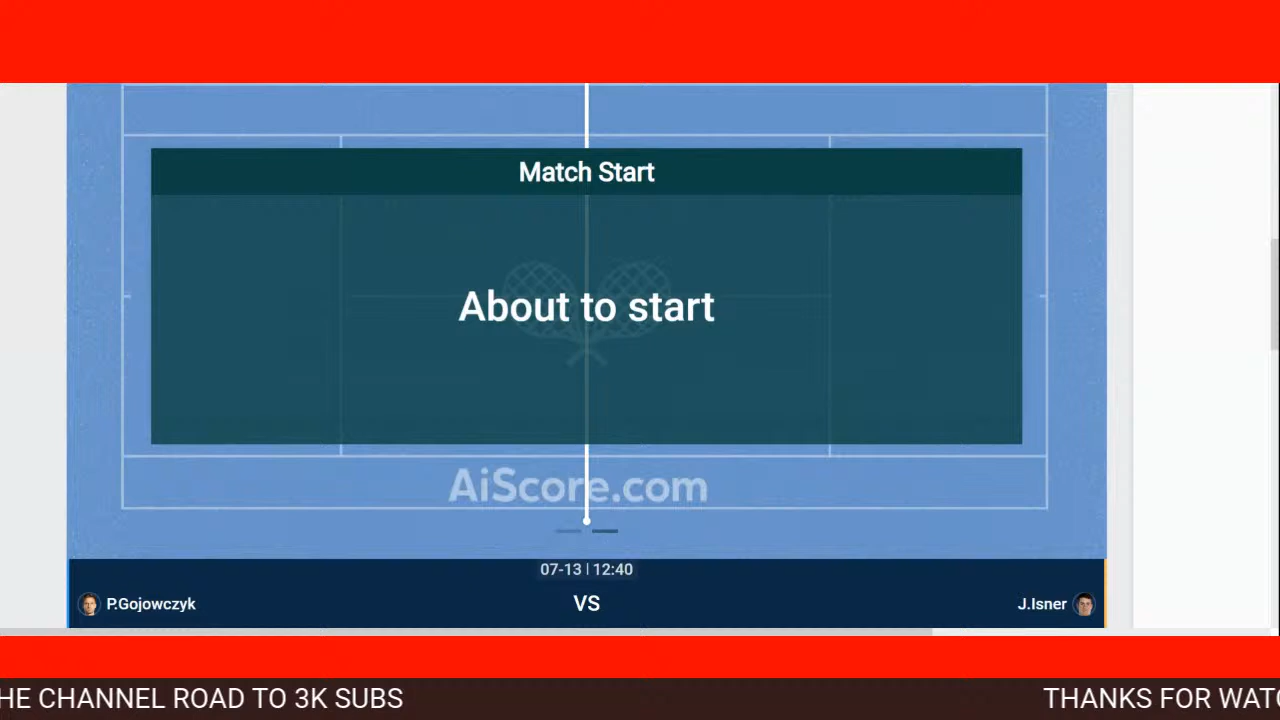 Match Start
About to start
AiScore.com
07-13 | 12:40
P.Gojowczyk
VS
J.Isner
HE CHANNEL ROAD TO 3K SUBS
THANKS FOR WATC